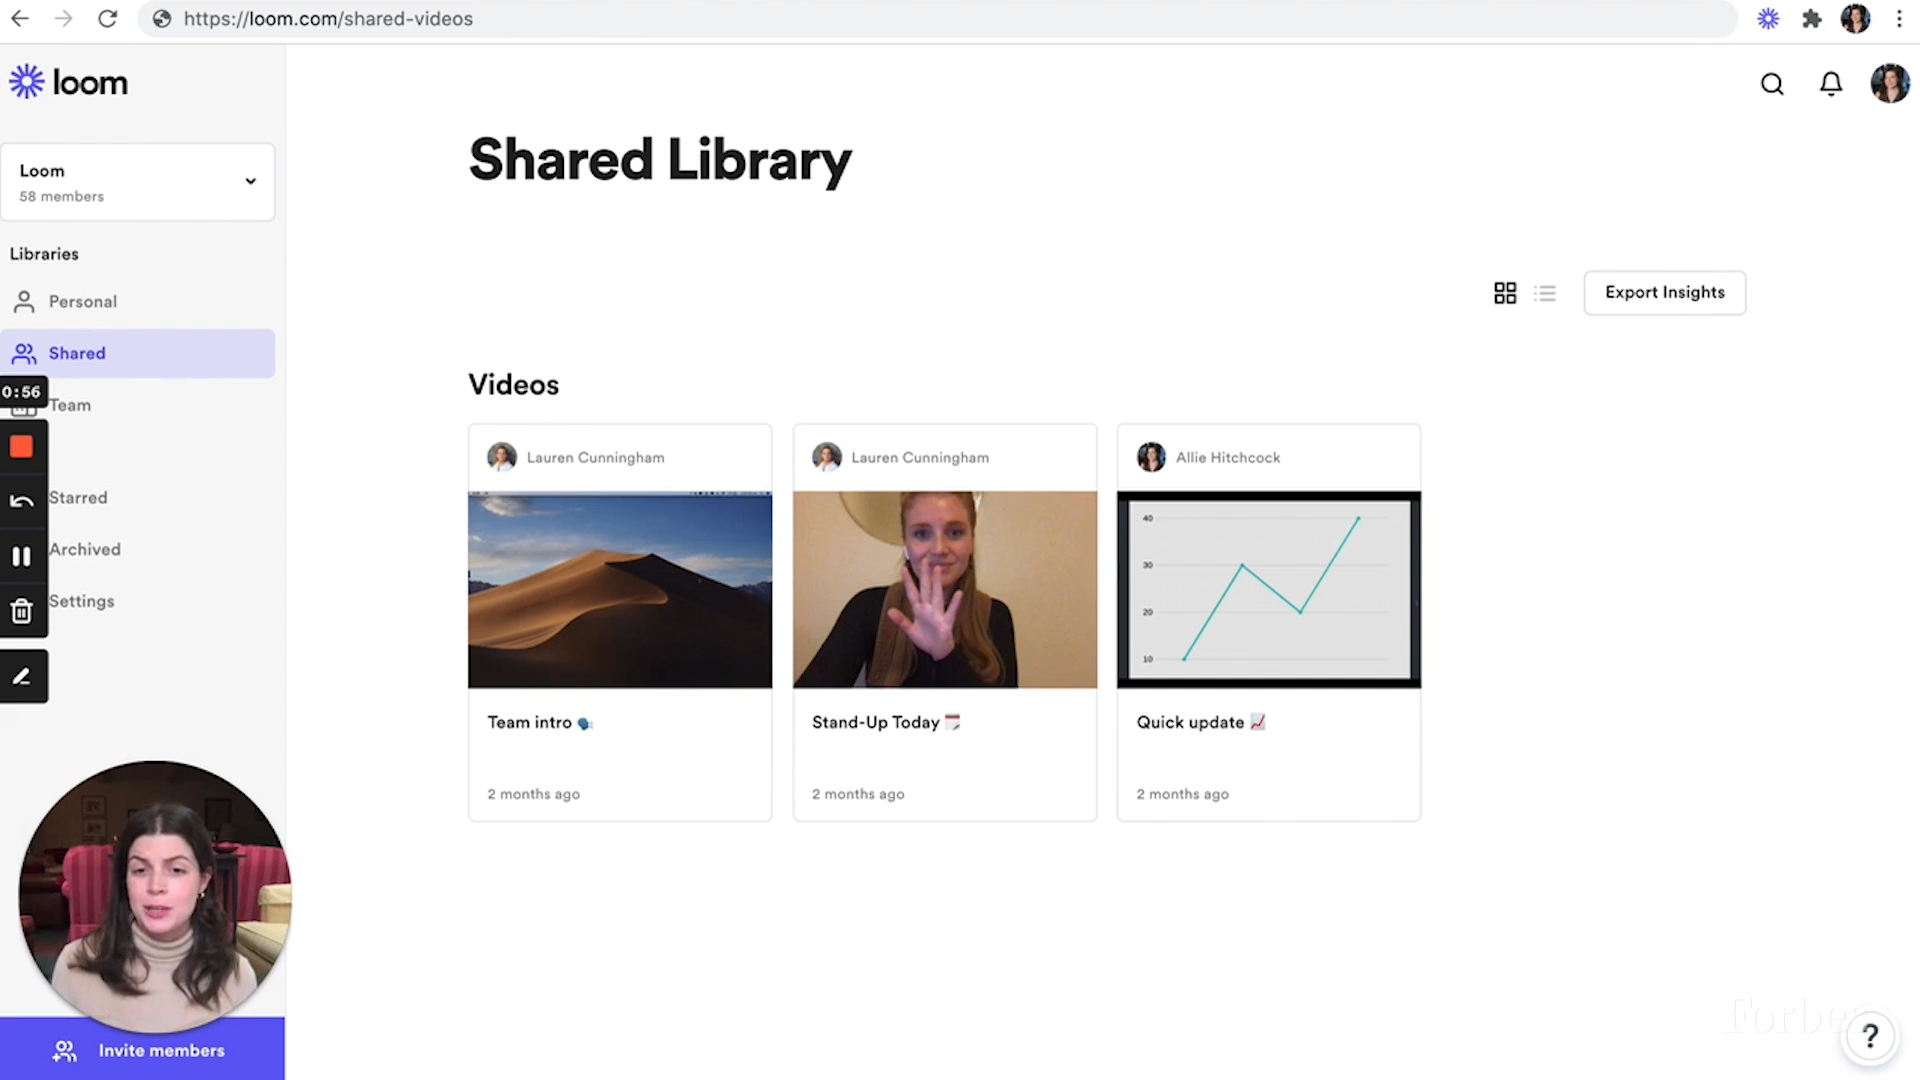 https://loom.com/shared-videos
loom
Loom
58 members
Libraries
Personal
Shared
0:56
Team
Starred
Archived
Settings
Invite members
Shared Library
Export Insights
Videos
Lauren Cunningham
Team intro
2 months ago
Lauren Cunningham
Stand-Up Today
2 months ago
Allie Hitchcock
40
30
20
10
Quick update
2 months ago
Forbes
?